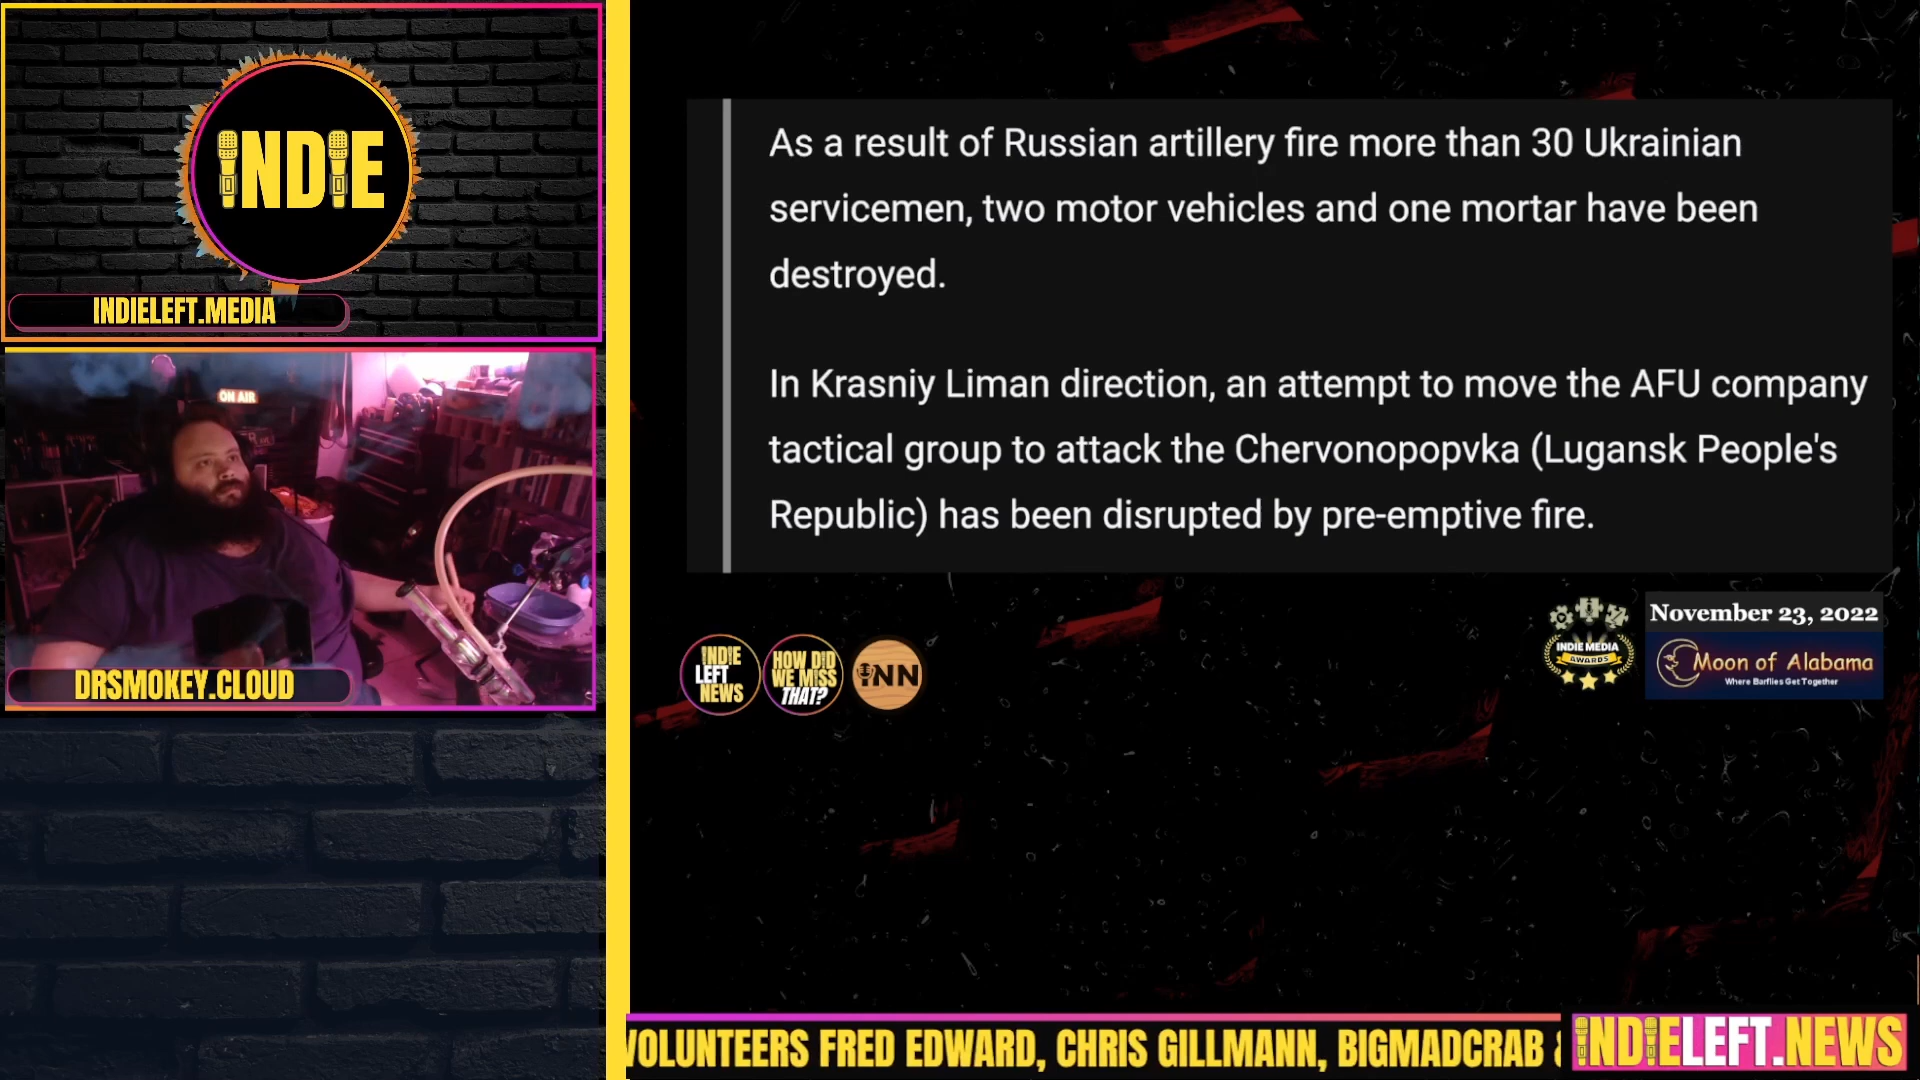 INDIE
INDIELEFT.MEDIA
ON AIR
DRSMOKEY.CLOUD
As a result of Russian artillery fire more than 30 Ukrainian
servicemen, two motor vehicles and one mortar have been
destroyed.
In Krasniy Liman direction, an attempt to move the AFU company
tactical group to attack the Chervonopopvka (Lugansk People's
Republic) has been disrupted by pre-emptive fire.
INDIE
LEFT
NEWS
HOW DID
WE MISS
THAT?
INN
INDIE MEDIA
AWARDS
November 23, 2022
Moon of Alabama
Where Barflies Get Together
VOLUNTEERS FRED EDWARD, CHRIS GILLMANN, BIGMADCRAB &
INDIELEFT.NEWS